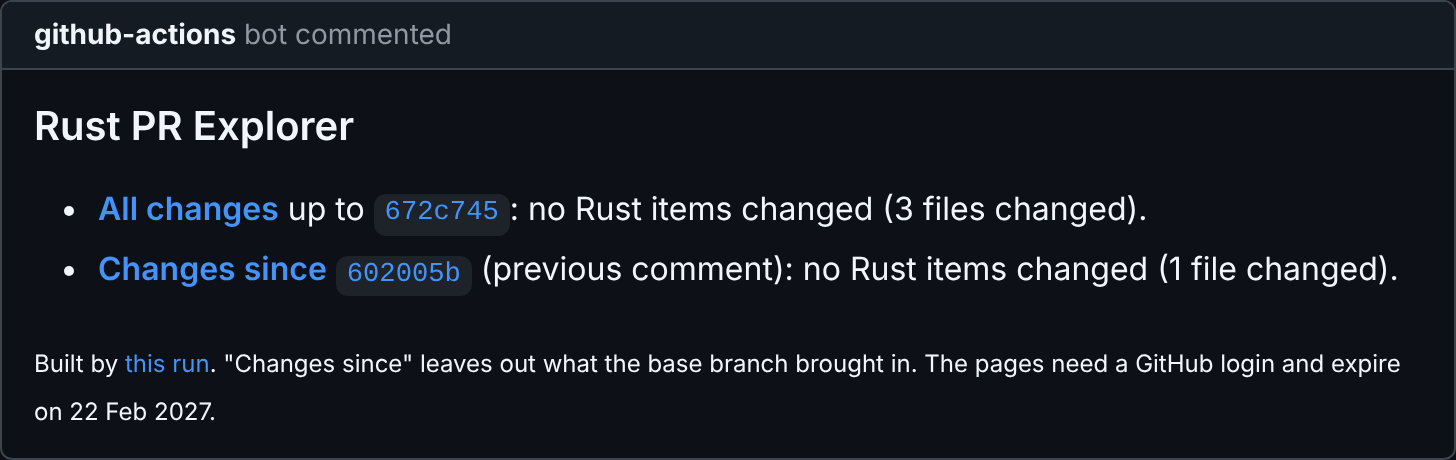 github-actions bot commented
Rust PR Explorer
• All changes up to 672c745: no Rust items changed (3 files changed).
• Changes since 602005b (previous comment): no Rust items changed (1 file changed).
Built by this run. "Changes since" leaves out what the base branch brought in. The pages need a GitHub login and expire
on 22 Feb 2027.